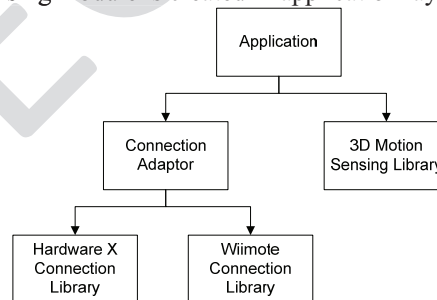 Application
Connection
Adaptor
3D Motion
Sensing Library
Hardware X
Connection
Library
Wiimote
Connection
Library